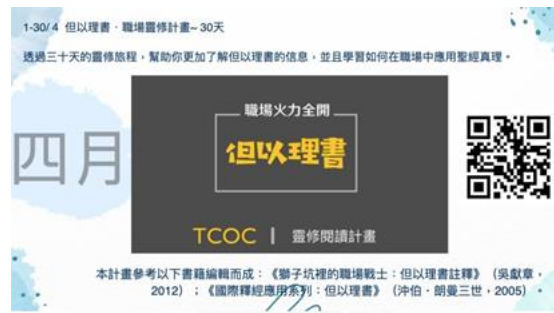 1-30/ 4 但以理書．職場靈修計畫~ 30天
透過三十天的靈修旅程，幫助你更加了解但以理書的信息，並且學習如何在職場中應用聖經真理。
四月
職場火力全開
但以理書
TCOC | 靈修閱讀計畫
本計畫參考以下書籍編輯而成：《獅子坑裡的職場戰士：但以理書註釋》（吳獻章，
2012）；《國際釋經應用系列：但以理書》（沖伯．朗曼三世，2005）。